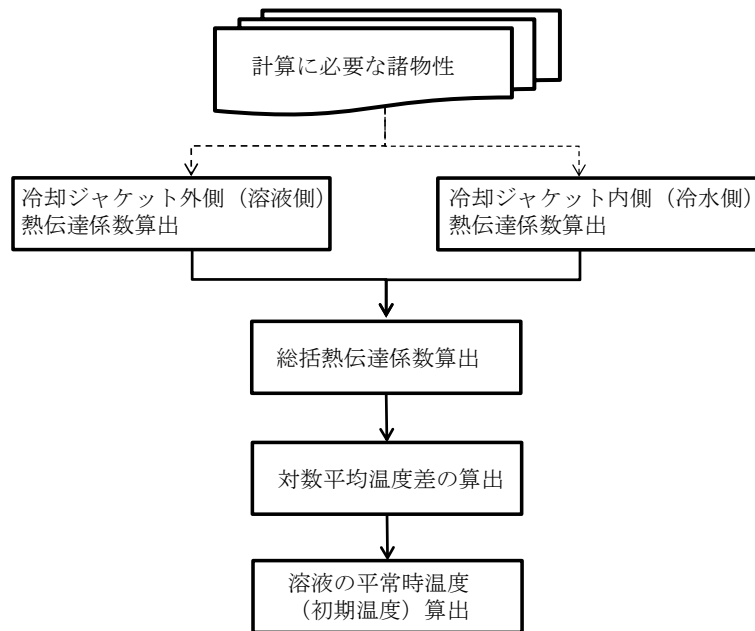 計算に必要な諸物性
冷却ジャケット外側（溶液側）
熱伝達係数算出
冷却ジャケット内側（冷水側）
熱伝達係数算出
総括熱伝達係数算出
対数平均温度差の算出
溶液の平常時温度
（初期温度）算出